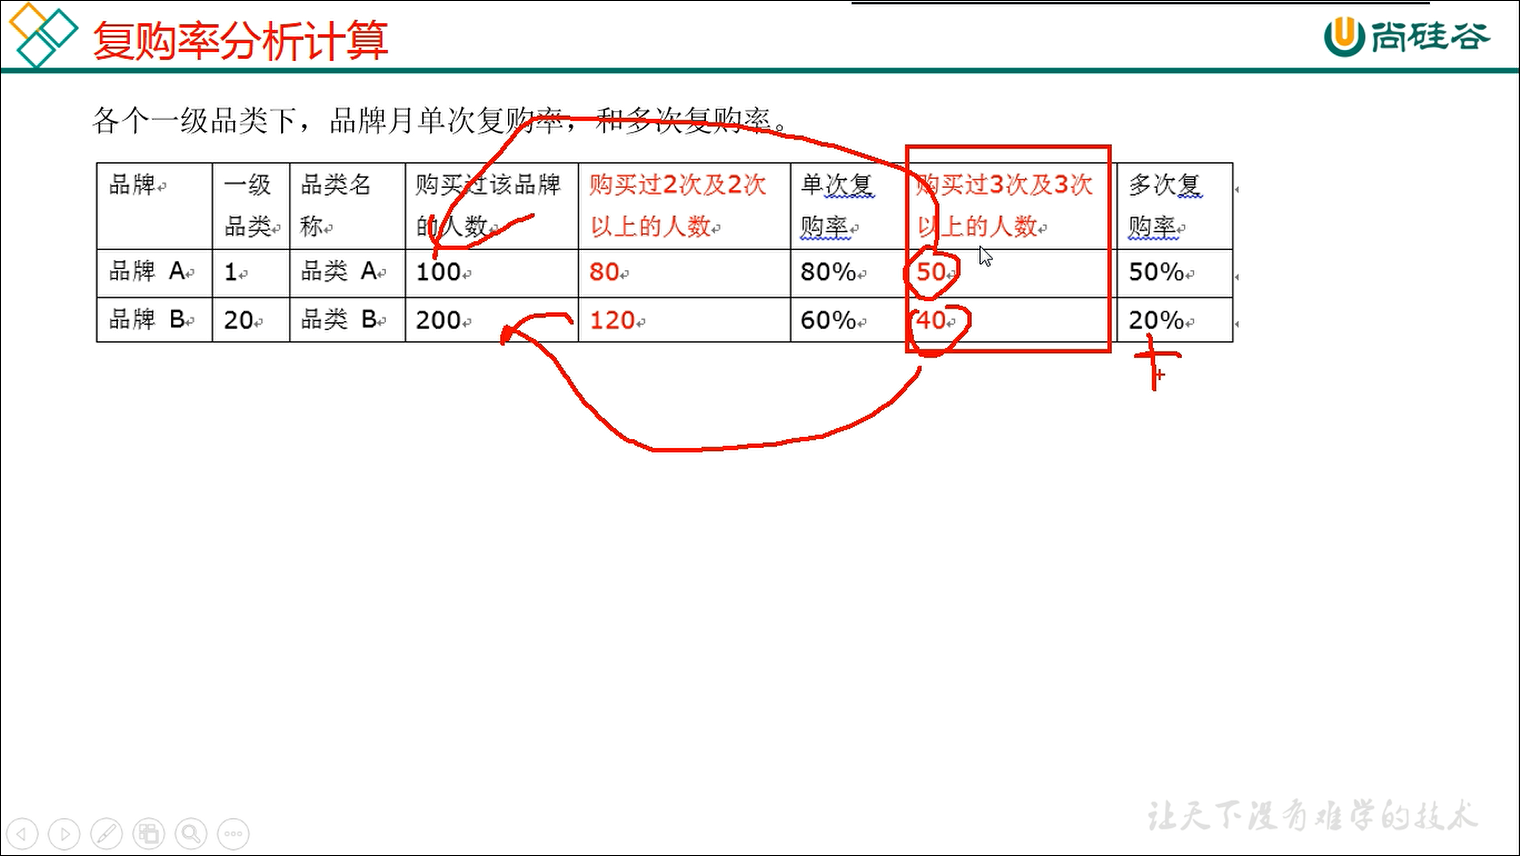 复购率分析计算
尚硅谷
各个一级品类下，品牌月单次复购率，和多次复购率。
品牌 一级品类 品类名称 购买过该品牌的人数 购买过2次及2次以上的人数 单次复购率 购买过3次及3次以上的人数 多次复购率
品牌 A 1 品类 A 100 80 80% 50 50%
品牌 B 20 品类 B 200 120 60% 40 20%
让天下没有难学的技术